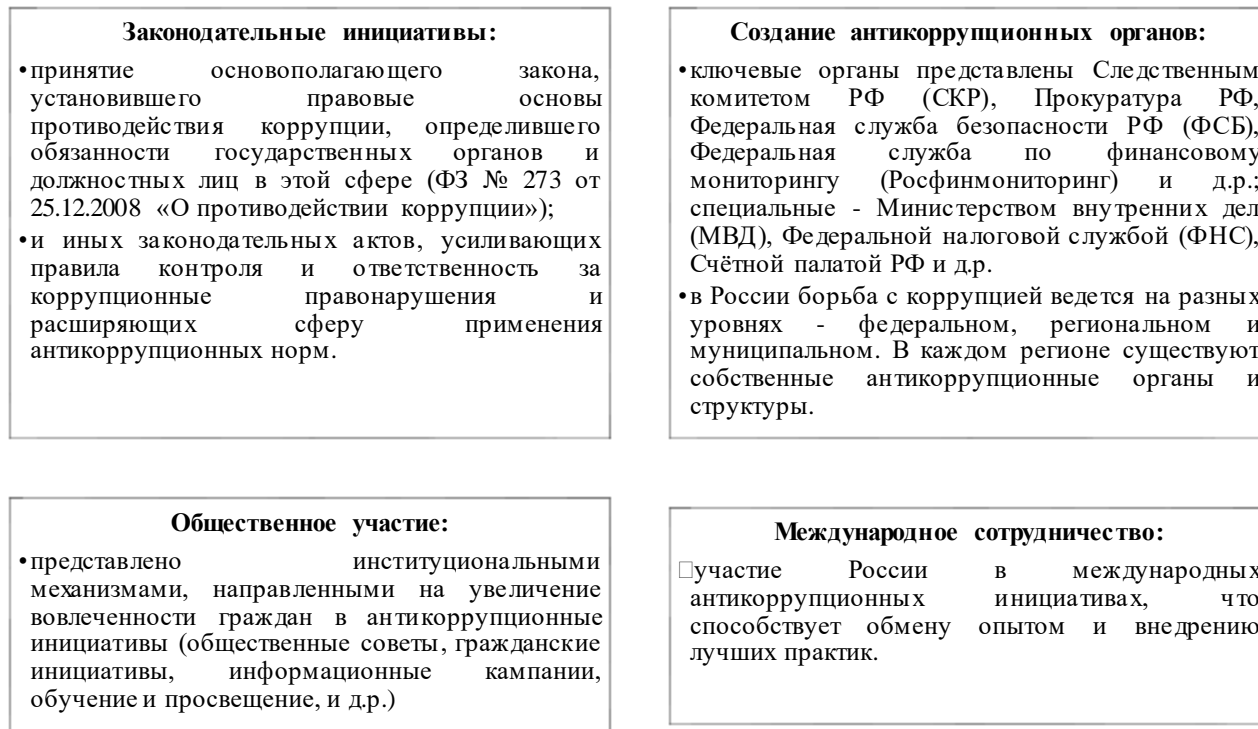 Законодательные инициативы:
•принятие основополагающего закона,
установившего правовые основы
противодействия коррупции, определившего
обязанности государственных органов и
должностных лиц в этой сфере (ФЗ № 273 от
25.12.2008 «О противодействии коррупции»);
•и иных законодательных актов, усиливающих
правила контроля и ответственность за
коррупционные правонарушения и
расширяющих сферу применения
антикоррупционных норм.
Создание антикоррупционных органов:
•ключевые органы представлены Следственным
комитетом РФ (СКР), Прокуратура РФ,
Федеральная служба безопасности РФ (ФСБ),
Федеральная служба по финансовому
мониторингу (Росфинмониторинг) и д.р.;
специальные - Министерством внутренних дел
(МВД), Федеральной налоговой службой (ФНС),
Счётной палатой РФ и д.р.
•в России борьба с коррупцией ведется на разных
уровнях - федеральном, региональном и
муниципальном. В каждом регионе существуют
собственные антикоррупционные органы и
структуры.
Общественное участие:
•представлено институциональными
механизмами, направленными на увеличение
вовлеченности граждан в антикоррупционные
инициативы (общественные советы, гражданские
инициативы, информационные кампании,
обучение и просвещение, и д.р.)
Международное сотрудничество:
участие России в международных
антикоррупционных инициативах, что
способствует обмену опытом и внедрению
лучших практик.